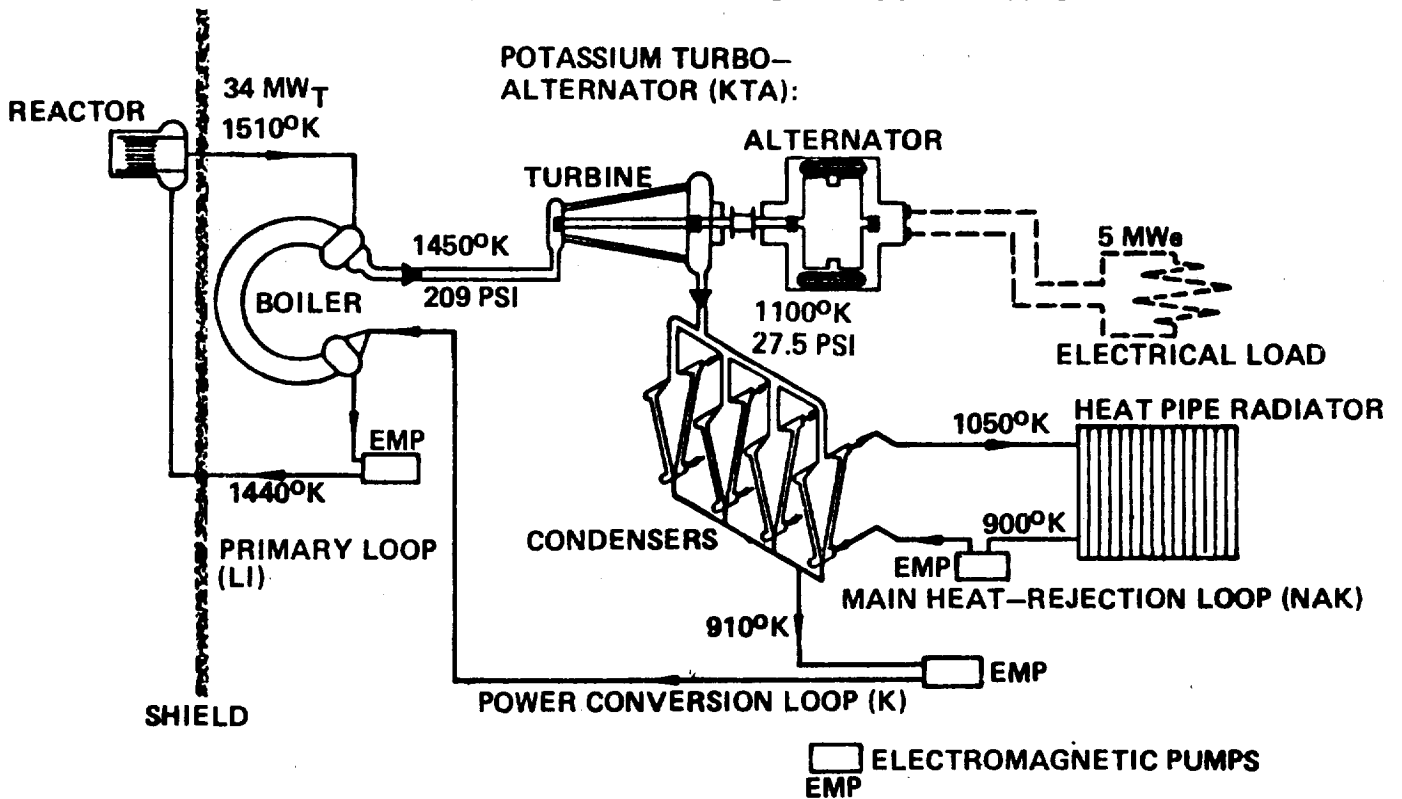 POTASSIUM TURBO–
ALTERNATOR (KTA):
34 MWT
1510°K
REACTOR
ALTERNATOR
TURBINE
1450°K
209 PSI
BOILER
5 MWe
1100°K
27.5 PSI
ELECTRICAL LOAD
HEAT PIPE RADIATOR
1050°K
EMP
1440°K
900°K
CONDENSERS
PRIMARY LOOP
(LI)
EMP
MAIN HEAT–REJECTION LOOP (NAK)
910°K
EMP
POWER CONVERSION LOOP (K)
SHIELD
ELECTROMAGNETIC PUMPS
EMP